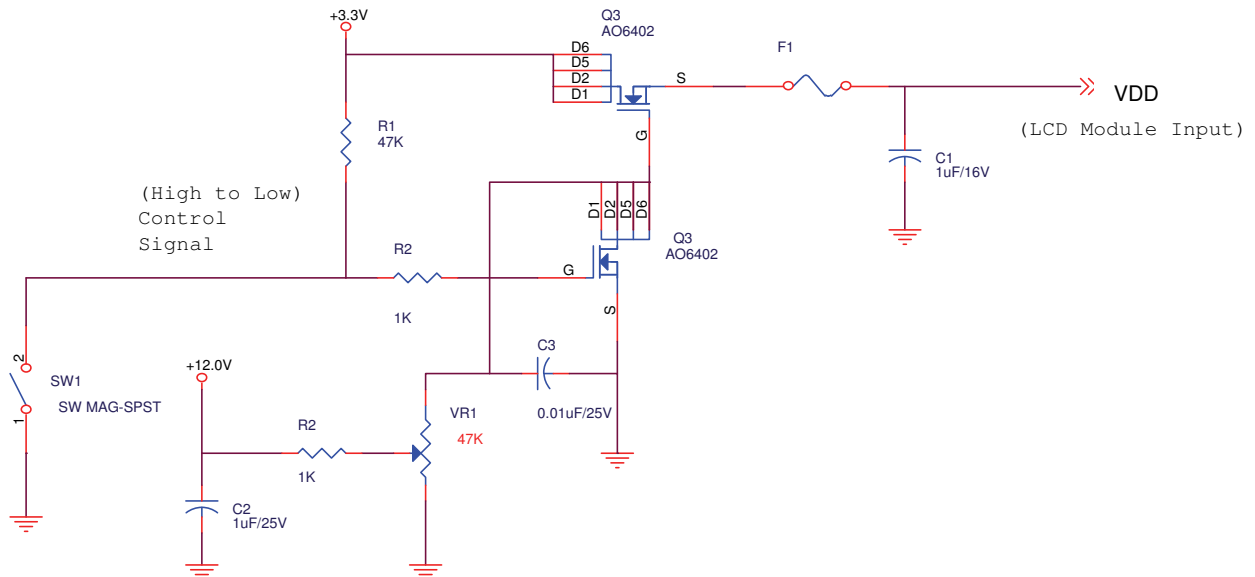 +3.3V
Q3
AO6402
D6
D5
D2
D1
S
G
F1
VDD
(LCD Module Input)
R1
47K
C1
1uF/16V
(High to Low)
Control
Signal
D1
D2
D5
D6
Q3
AO6402
R2
1K
G
S
2
1
SW1
SW MAG-SPST
+12.0V
C3
0.01uF/25V
VR1
47K
R2
1K
C2
1uF/25V